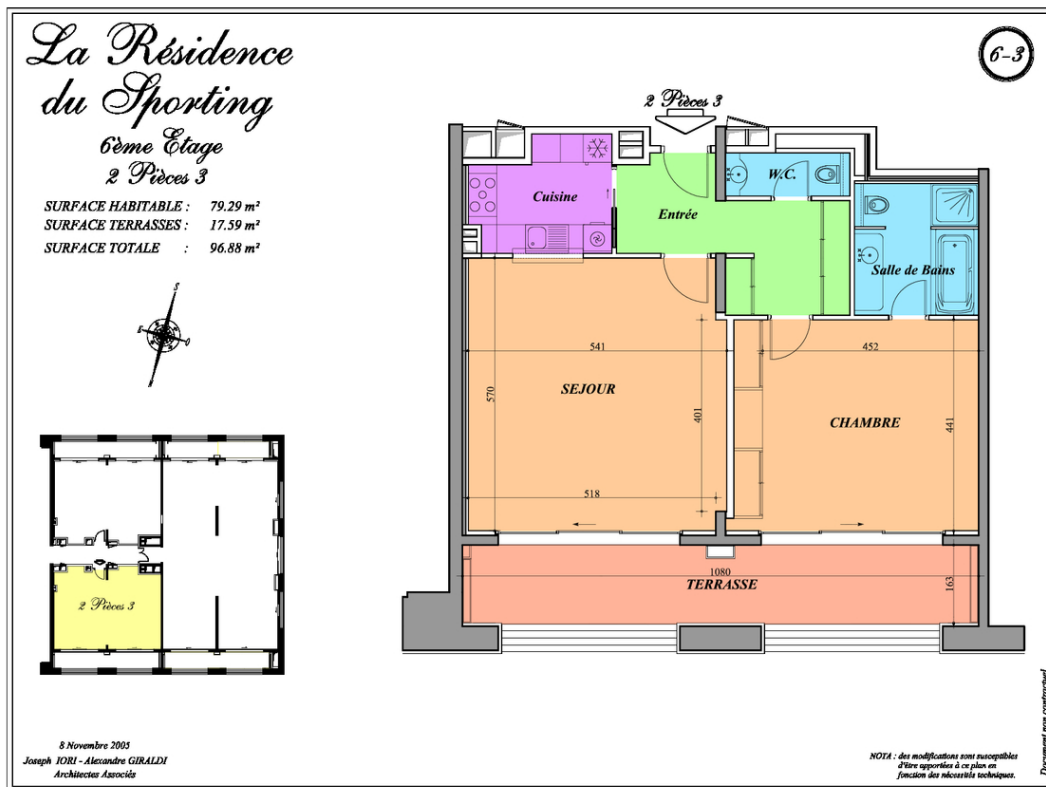 La Résidence
du Sporting
6ème Etage
2 Pièces 3
SURFACE HABITABLE : 79.29 m²
SURFACE TERRASSES : 17.59 m²
SURFACE TOTALE : 96.88 m²
6-3
2 Pièces 3
W.C.
Cuisine
Entrée
Salle de Bains
541
452
SEJOUR
570
401
CHAMBRE
441
518
1080
TERRASSE
163
S
E
O
N
2 Pièces 3
8 Novembre 2005
Joseph IORI - Alexandre GIRALDI
Architectes Associés
NOTA : des modifications sont susceptibles
d'être apportées à ce plan en
fonction des nécessités techniques.
Document non contractuel